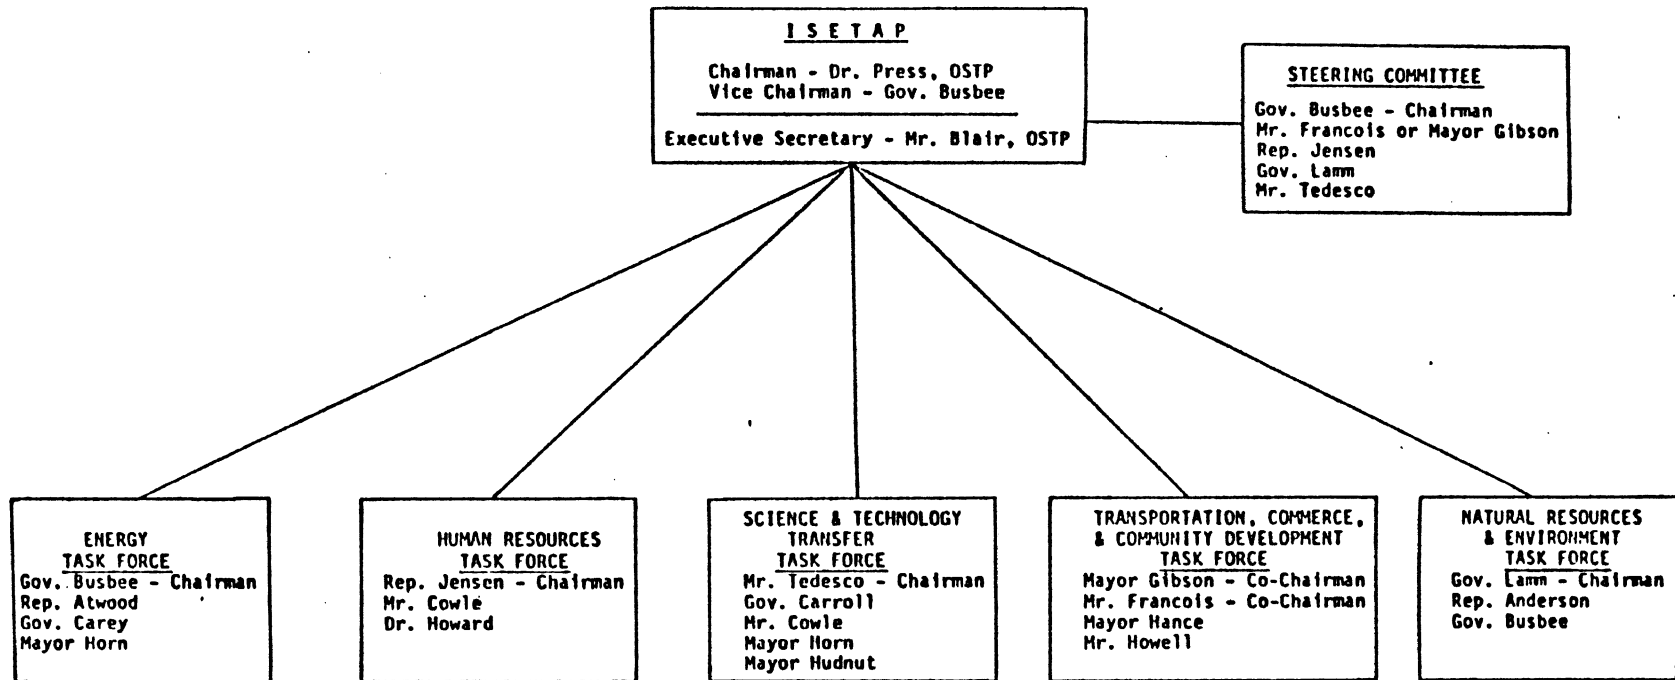 I S E T A P
Chairman - Dr. Press, OSTP
Vice Chairman - Gov. Busbee
Executive Secretary - Mr. Blair, OSTP
STEERING COMMITTEE
Gov. Busbee - Chairman
Mr. Francois or Mayor Gibson
Rep. Jensen
Gov. Lamm
Mr. Tedesco
ENERGY
TASK FORCE
Gov. Busbee - Chairman
Rep. Atwood
Gov. Carey
Mayor Horn
HUMAN RESOURCES
TASK FORCE
Rep. Jensen - Chairman
Mr. Cowle
Dr. Howard
SCIENCE & TECHNOLOGY
TRANSFER
TASK FORCE
Mr. Tedesco - Chairman
Gov. Carroll
Mr. Cowle
Mayor Horn
Mayor Hudnut
TRANSPORTATION, COMMERCE,
& COMMUNITY DEVELOPMENT
TASK FORCE
Mayor Gibson - Co-Chairman
Mr. Francois - Co-Chairman
Mayor Hance
Mr. Howell
NATURAL RESOURCES
& ENVIRONMENT
TASK FORCE
Gov. Lamm - Chairman
Rep. Anderson
Gov. Busbee